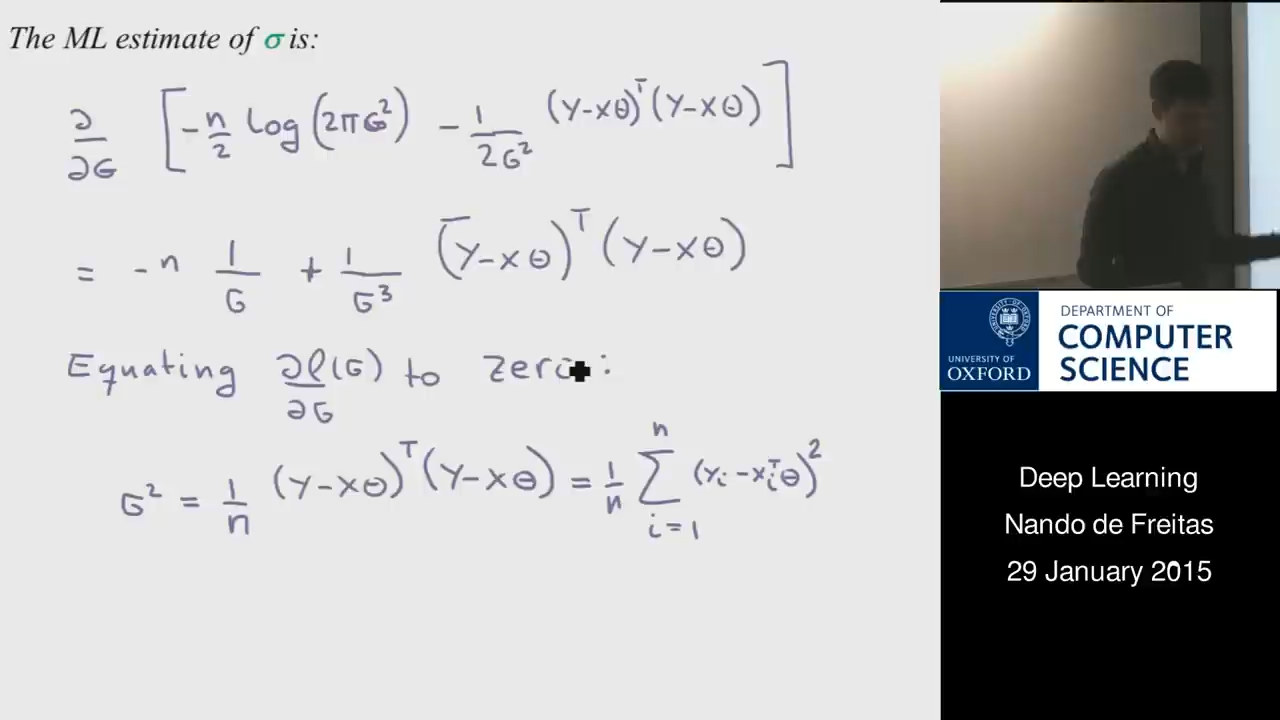 The ML estimate of σ is:
∂/∂σ [-n/2 log(2πσ²) - 1/2σ² (Y-Xθ)ᵀ(Y-Xθ)]
= -n 1/σ + 1/σ³ (Y-Xθ)ᵀ(Y-Xθ)
Equating ∂ℓ(σ)/∂σ to zero:
σ² = 1/n (Y-Xθ)ᵀ(Y-Xθ) = 1/n ∑ᵢ₌₁ⁿ (yᵢ-xᵢᵀθ)²
UNIVERSITY OF
OXFORD
DEPARTMENT OF
COMPUTER
SCIENCE
Deep Learning
Nando de Freitas
29 January 2015